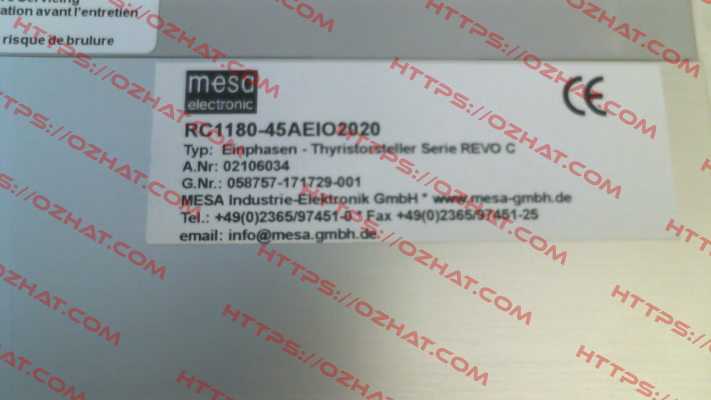 ation avant l'entretien
risque de brulure
mesa
electronic
CE
RC1180-45AEIO2020
Typ: Einphasen - Thyristorsteller Serie REVO C
A.Nr: 02106034
G.Nr.: 058757-171729-001
MESA Industrie-Elektronik GmbH * www.mesa-gmbh.de
Tel.: +49(0)2365/97451-0 * Fax +49(0)2365/97451-25
email: info@mesa.gmbh.de
HTTPS://OZHAT.COM